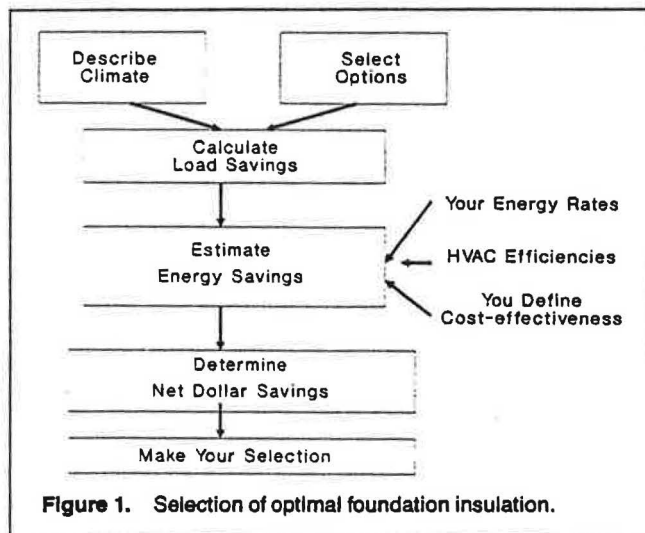 Describe
Climate
Select
Options
Calculate
Load Savings
Estimate
Energy Savings
Your Energy Rates
HVAC Efficiencies
You Define
Cost-effectiveness
Determine
Net Dollar Savings
Make Your Selection
Figure 1. Selection of optimal foundation insulation.